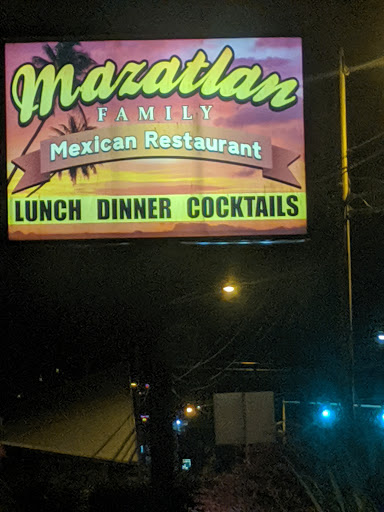 Mazatlan
FAMILY
Mexican Restaurant
LUNCH DINNER COCKTAILS